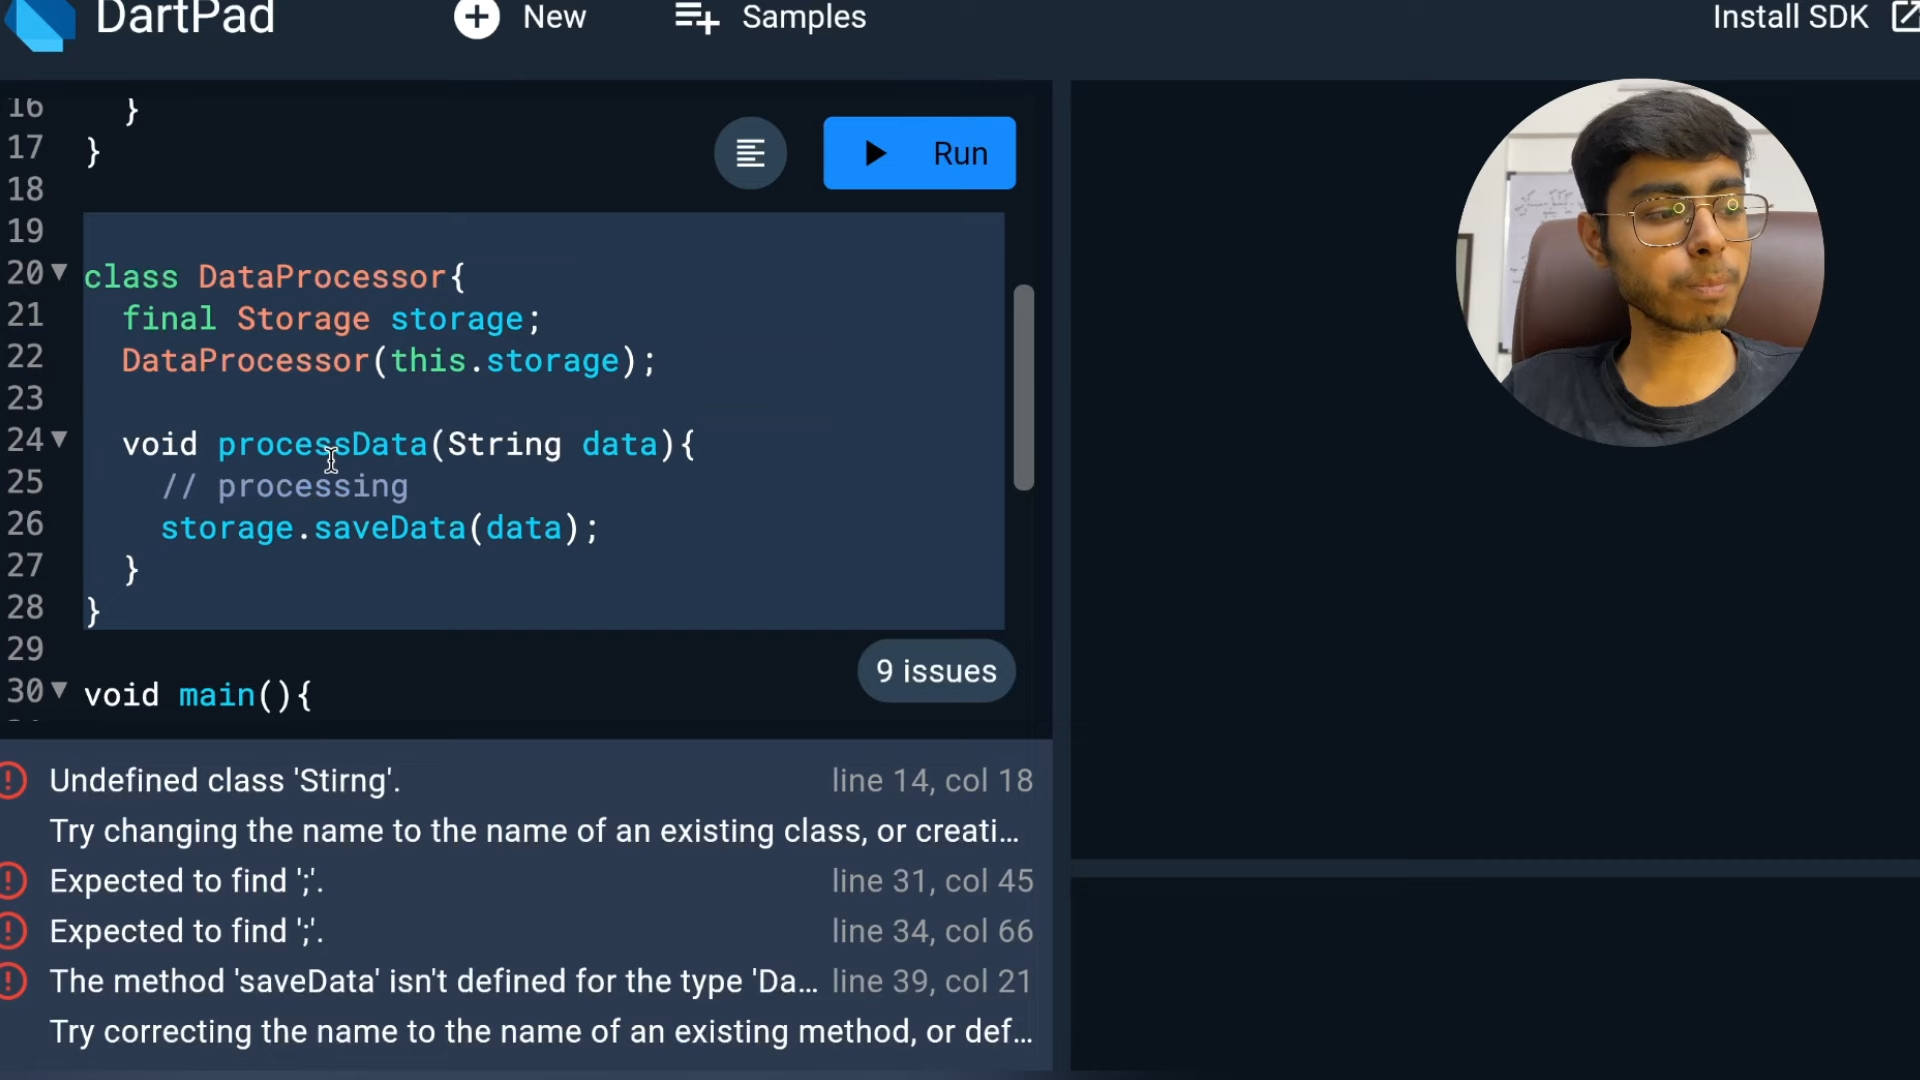 DartPad
New
Samples
Install SDK
16 }
17 }
18
19
20 class DataProcessor{
21 final Storage storage;
22 DataProcessor(this.storage);
23
24 void processData(String data){
25 // processing
26 storage.saveData(data);
27 }
28 }
29
30 void main(){
Run
9 issues
Undefined class 'Stirng'. line 14, col 18
Try changing the name to the name of an existing class, or creati...
Expected to find ';'. line 31, col 45
Expected to find ';'. line 34, col 66
The method 'saveData' isn't defined for the type 'Da... line 39, col 21
Try correcting the name to the name of an existing method, or def...